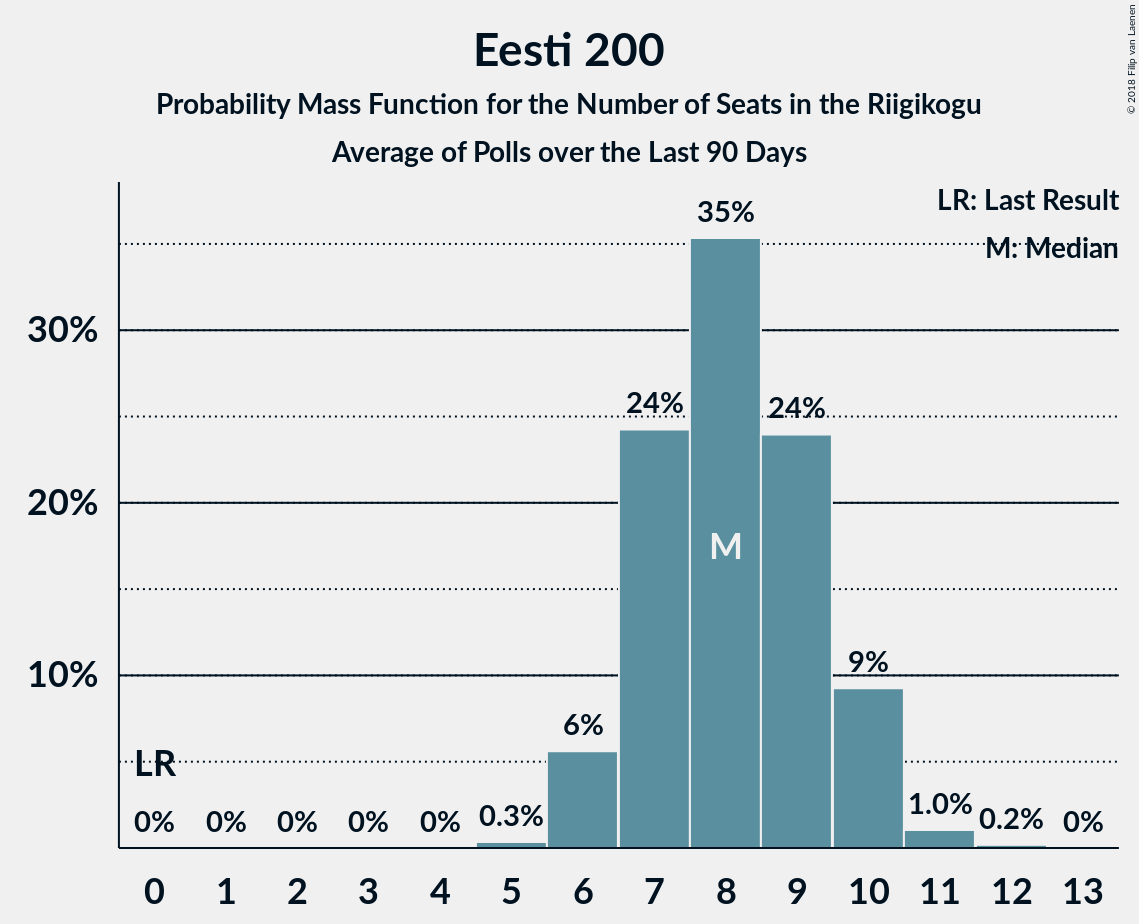 Eesti 200
Probability Mass Function for the Number of Seats in the Riigikogu
Average of Polls over the Last 90 Days
© 2018 Filip van Laenen
LR: Last Result
M: Median
35%
30%
24%
24%
20%
M
10%
9%
6%
LR
0%
0%
0%
0%
0%
0.3%
1.0%
0.2%
0%
0 1 2 3 4 5 6 7 8 9 10 11 12 13